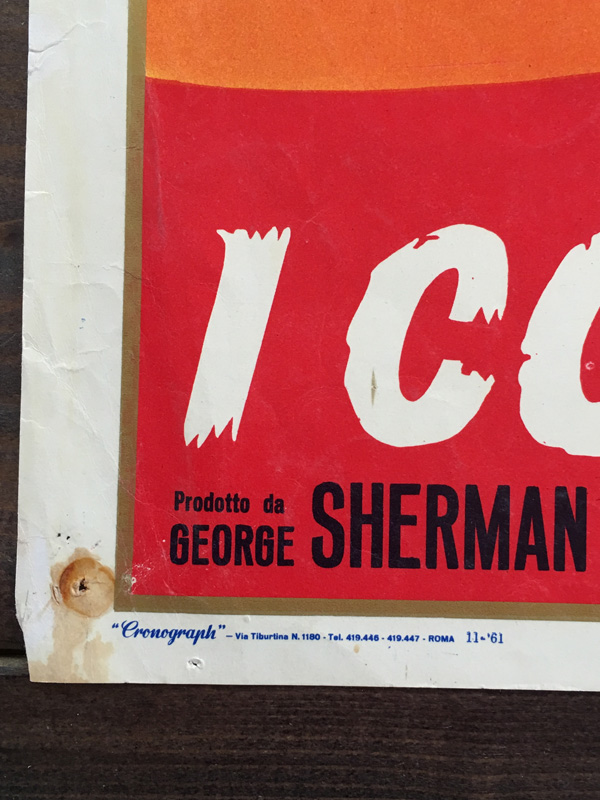 I CO
Prodotto da
GEORGE SHERMAN
"Cronograph" - Via Tiburtina N. 1180 - Tel. 419.446 - 419.447 - ROMA 11-'61